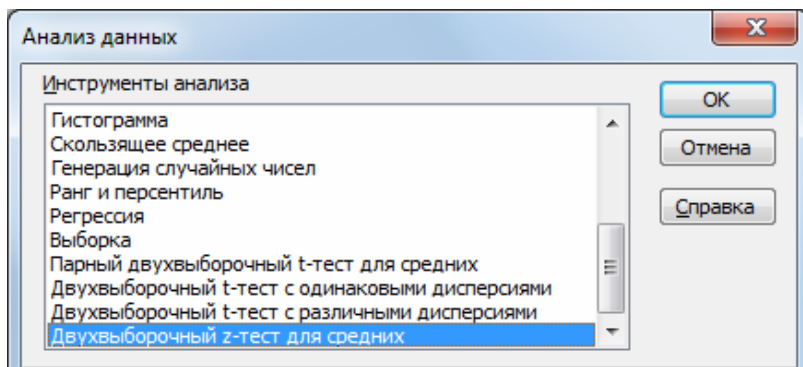 Анализ данных
Инструменты анализа
Гистограмма
Скользящее среднее
Генерация случайных чисел
Ранг и персентиль
Регрессия
Выборка
Парный двухвыборочный t-тест для средних
Двухвыборочный t-тест с одинаковыми дисперсиями
Двухвыборочный t-тест с различными дисперсиями
Двухвыборочный z-тест для средних
OK
Отмена
Справка